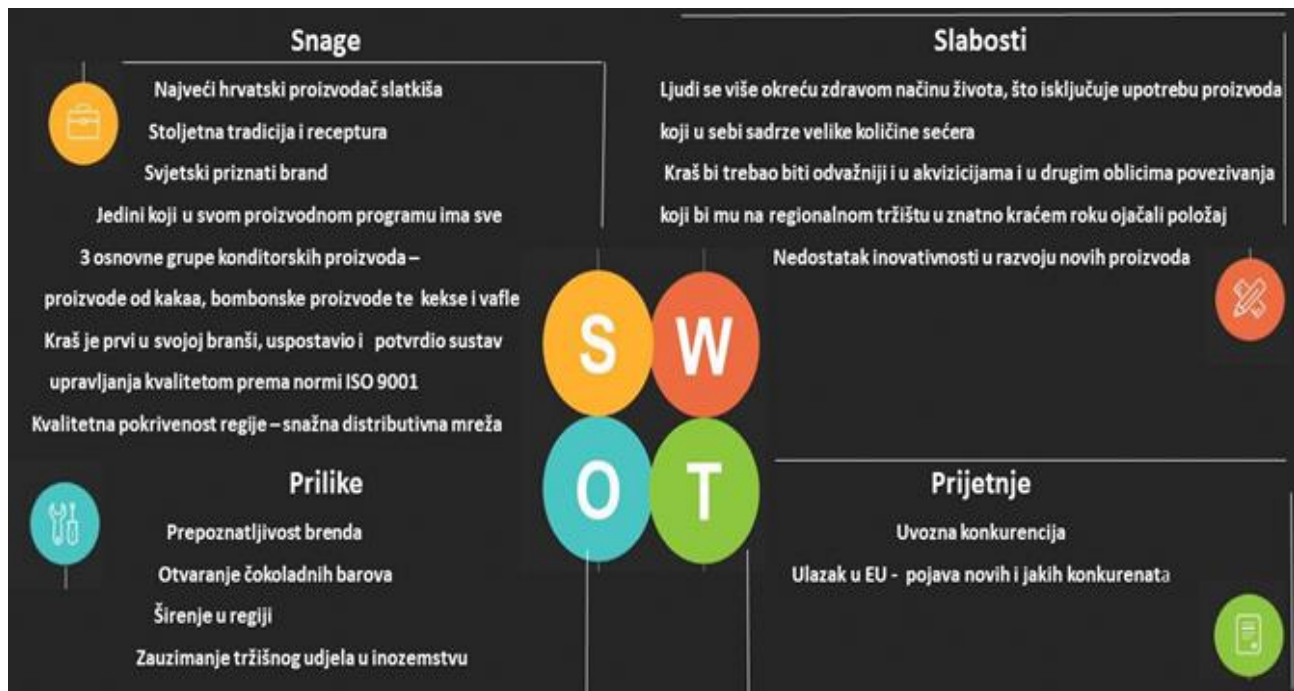 Snage
Najveći hrvatski proizvođač slatkiša
Stoljetna tradicija i receptura
Svjetski priznati brand
Jedini koji u svom proizvodnom programu ima sve
3 osnovne grupe konditorskih proizvoda –
proizvode od kakaa, bombonske proizvode te kekse i vafle
Kraš je prvi u svojoj branši, uspostavio i potvrdio sustav
upravljanja kvalitetom prema normi ISO 9001
Kvalitetna pokrivenost regije – snažna distributivna mreža
Slabosti
Ljudi se više okreću zdravom načinu života, što isključuje upotrebu proizvoda
koji u sebi sadrze velike količine sećera
Kraš bi trebao biti odvažniji i u akvizicijama i u drugim oblicima povezivanja
koji bi mu na regionalnom tržištu u znatno kraćem roku ojačali položaj
Nedostatak inovativnosti u razvoju novih proizvoda
S W
O T
Prilike
Prepoznatljivost brenda
Otvaranje čokoladnih barova
Širenje u regiji
Zauzimanje tržišnog udjela u inozemstvu
Prijetnje
Uvozna konkurencija
Ulazak u EU - pojava novih i jakih konkurenata